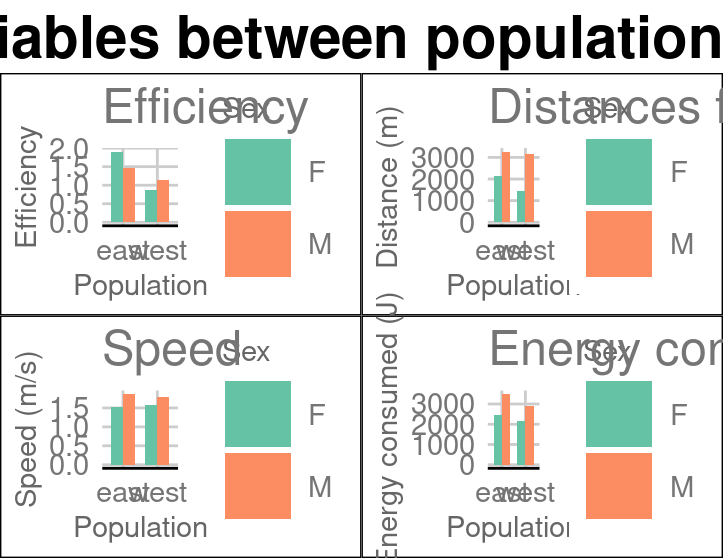 iables between population
Efficiency
Sex
Efficiency
2.0
1.5
1.0
0.5
0.0
east
west
Population
F
M
Distances f
Sex
Distance (m)
3000
2000
1000
0
east
west
Population
F
M
Speed
Sex
Speed (m/s)
1.5
1.0
0.5
0.0
east
west
Population
F
M
Energy con
Sex
Energy consumed (J)
3000
2000
1000
0
east
west
Population
F
M